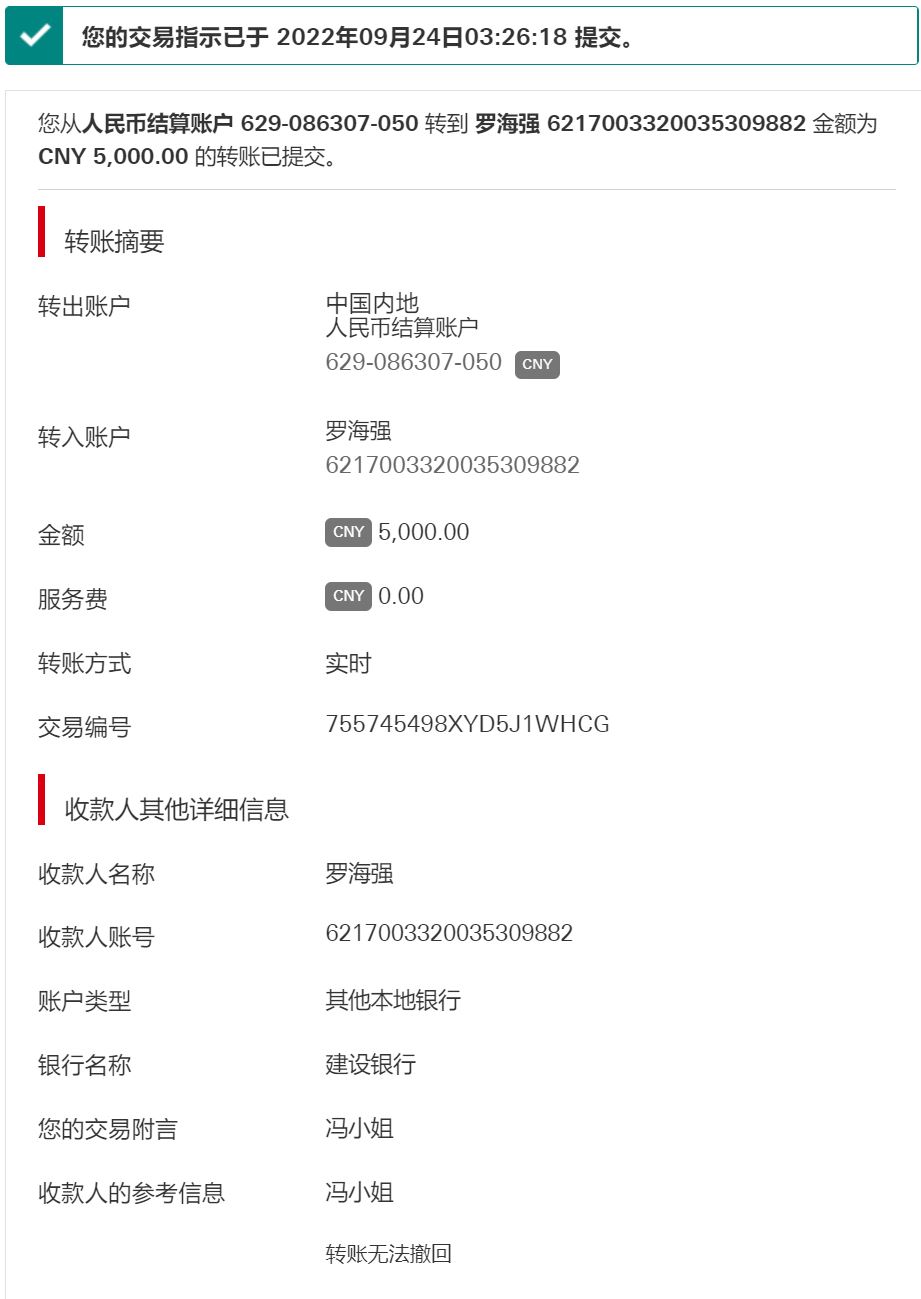 您的交易指示已于 2022年09月24日03:26:18 提交。
您从人民币结算账户 629-086307-050 转到 罗海强 6217003320035309882 金额为
CNY 5,000.00 的转账已提交。
转账摘要
转出账户
中国内地
人民币结算账户
629-086307-050 CNY
转入账户
罗海强
6217003320035309882
金额
CNY 5,000.00
服务费
CNY 0.00
转账方式
实时
交易编号
755745498XYD5J1WHCG
收款人其他详细信息
收款人名称
罗海强
收款人账号
6217003320035309882
账户类型
其他本地银行
银行名称
建设银行
您的交易附言
冯小姐
收款人的参考信息
冯小姐
转账无法撤回